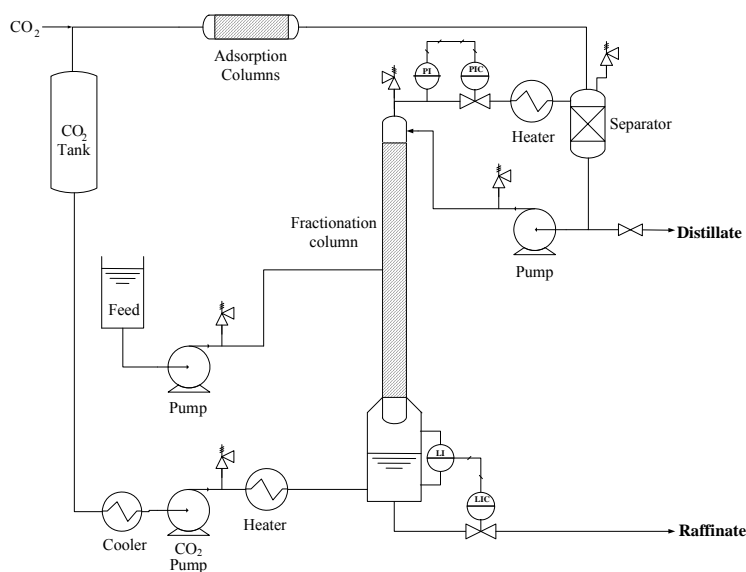 CO2
Adsorption
Columns
PI
PIC
CO2
Tank
Heater
Separator
Fractionation
column
Distillate
Pump
Feed
Pump
LI
LIC
Heater
Cooler
CO2
Pump
Raffinate